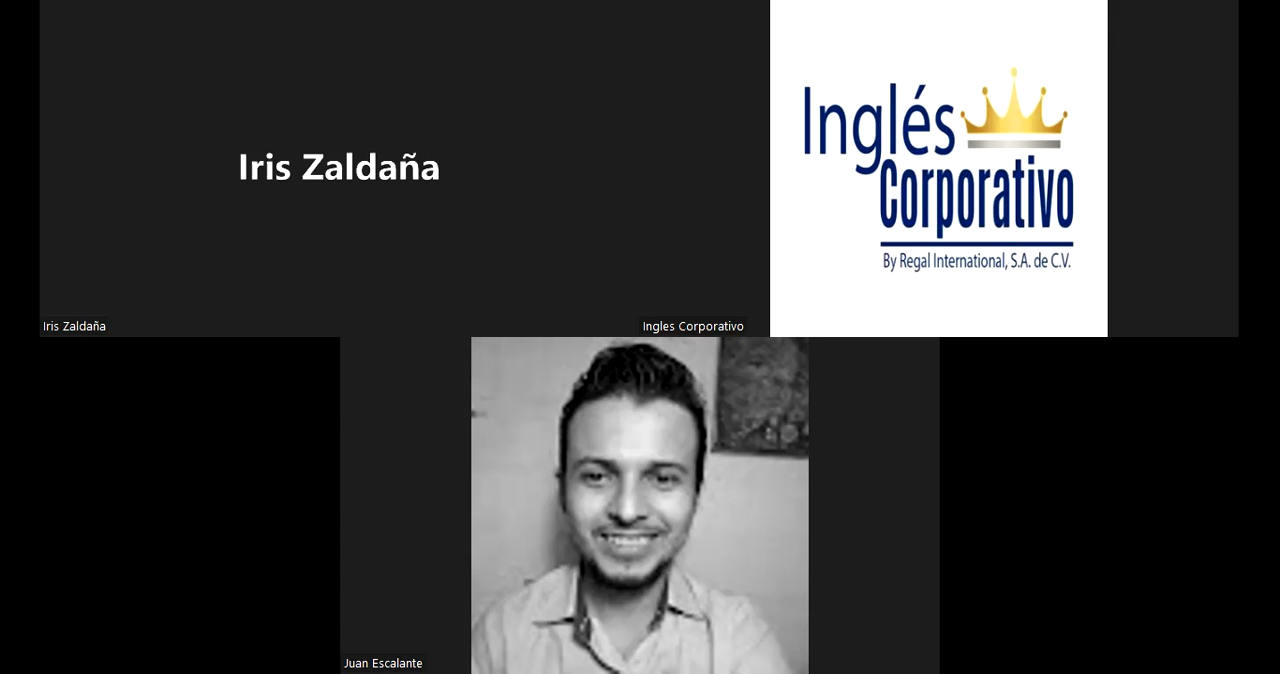 Iris Zaldaña
Iris Zaldaña
Inglés
Corporativo
By Regal International, S.A. de C.V.
Ingles Corporativo
Juan Escalante